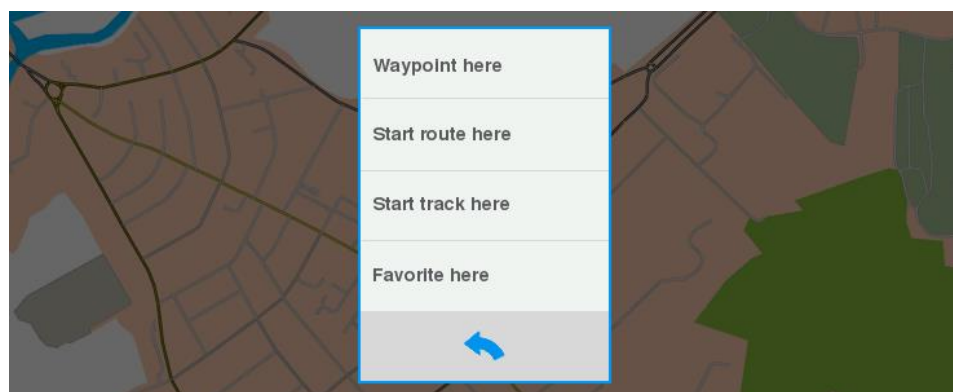 Waypoint here
Start route here
Start track here
Favorite here